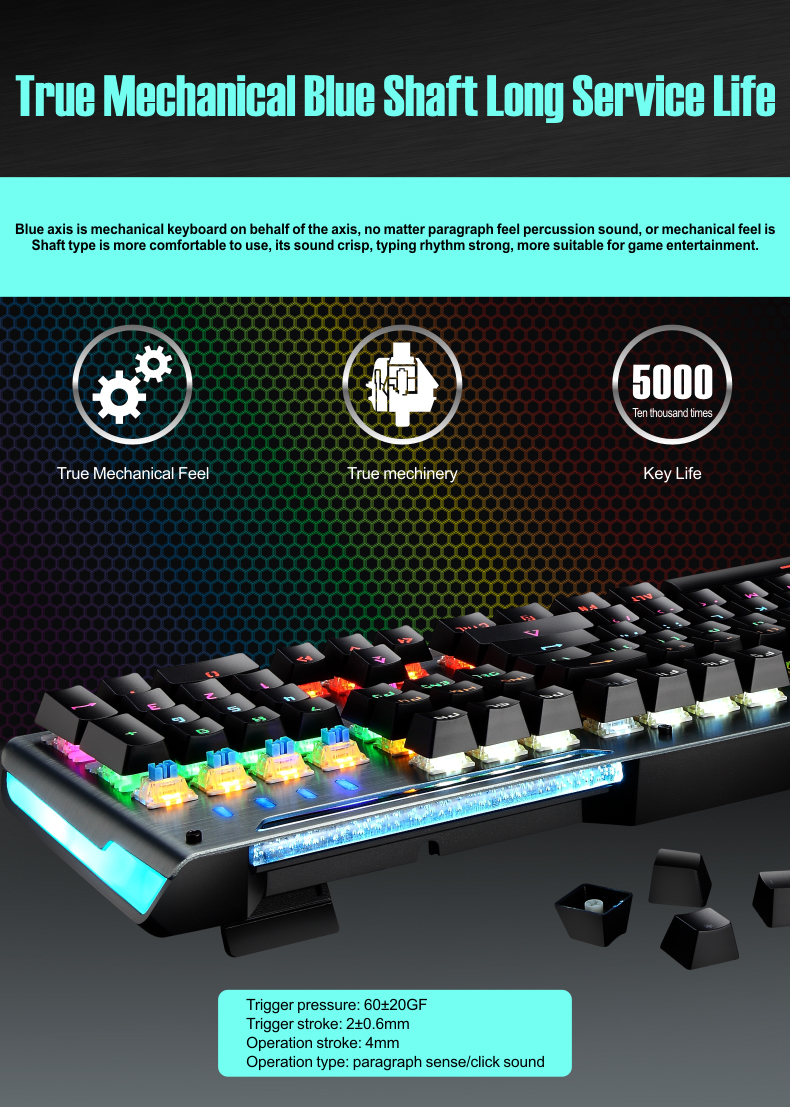 True Mechanical Blue Shaft Long Service Life
Blue axis is mechanical keyboard on behalf of the axis, no matter paragraph feel percussion sound, or mechanical feel is
Shaft type is more comfortable to use, its sound crisp, typing rhythm strong, more suitable for game entertainment.
5000
Ten thousand times
True Mechanical Feel
True mechinery
Key Life
Trigger pressure: 60±20GF
Trigger stroke: 2±0.6mm
Operation stroke: 4mm
Operation type: paragraph sense/click sound